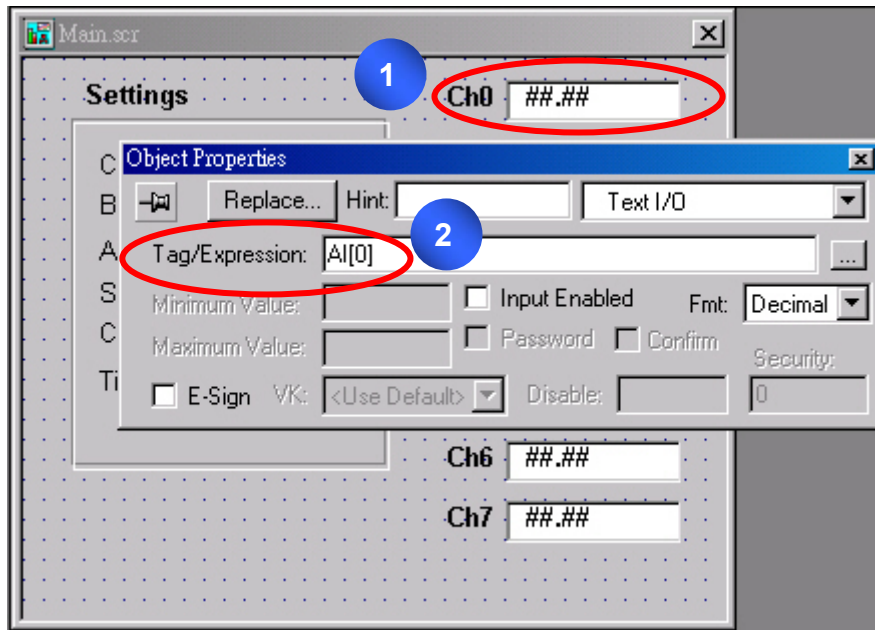 Main.scr
1
Settings
Ch0 ##.##
Object Properties
C
Replace... Hint: Text I/O
B
2
A
Tag/Expression: AI[0] ...
S
Minimum Value: Input Enabled Fmt: Decimal
C
Maximum Value: Password Confirm
Security:
Ti
E-Sign VK: <Use Default> Disable: 0
Ch6 ##.##
Ch7 ##.##